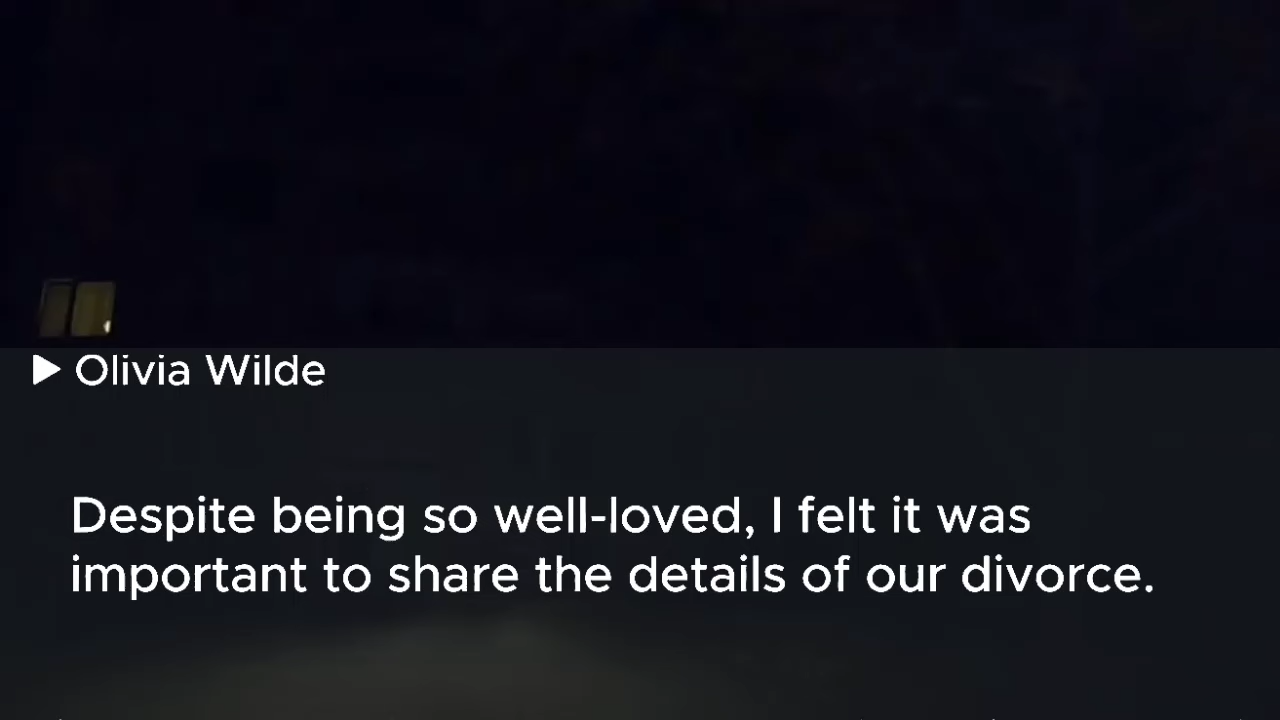 ▶ Olivia Wilde
Despite being so well-loved, I felt it was
important to share the details of our divorce.